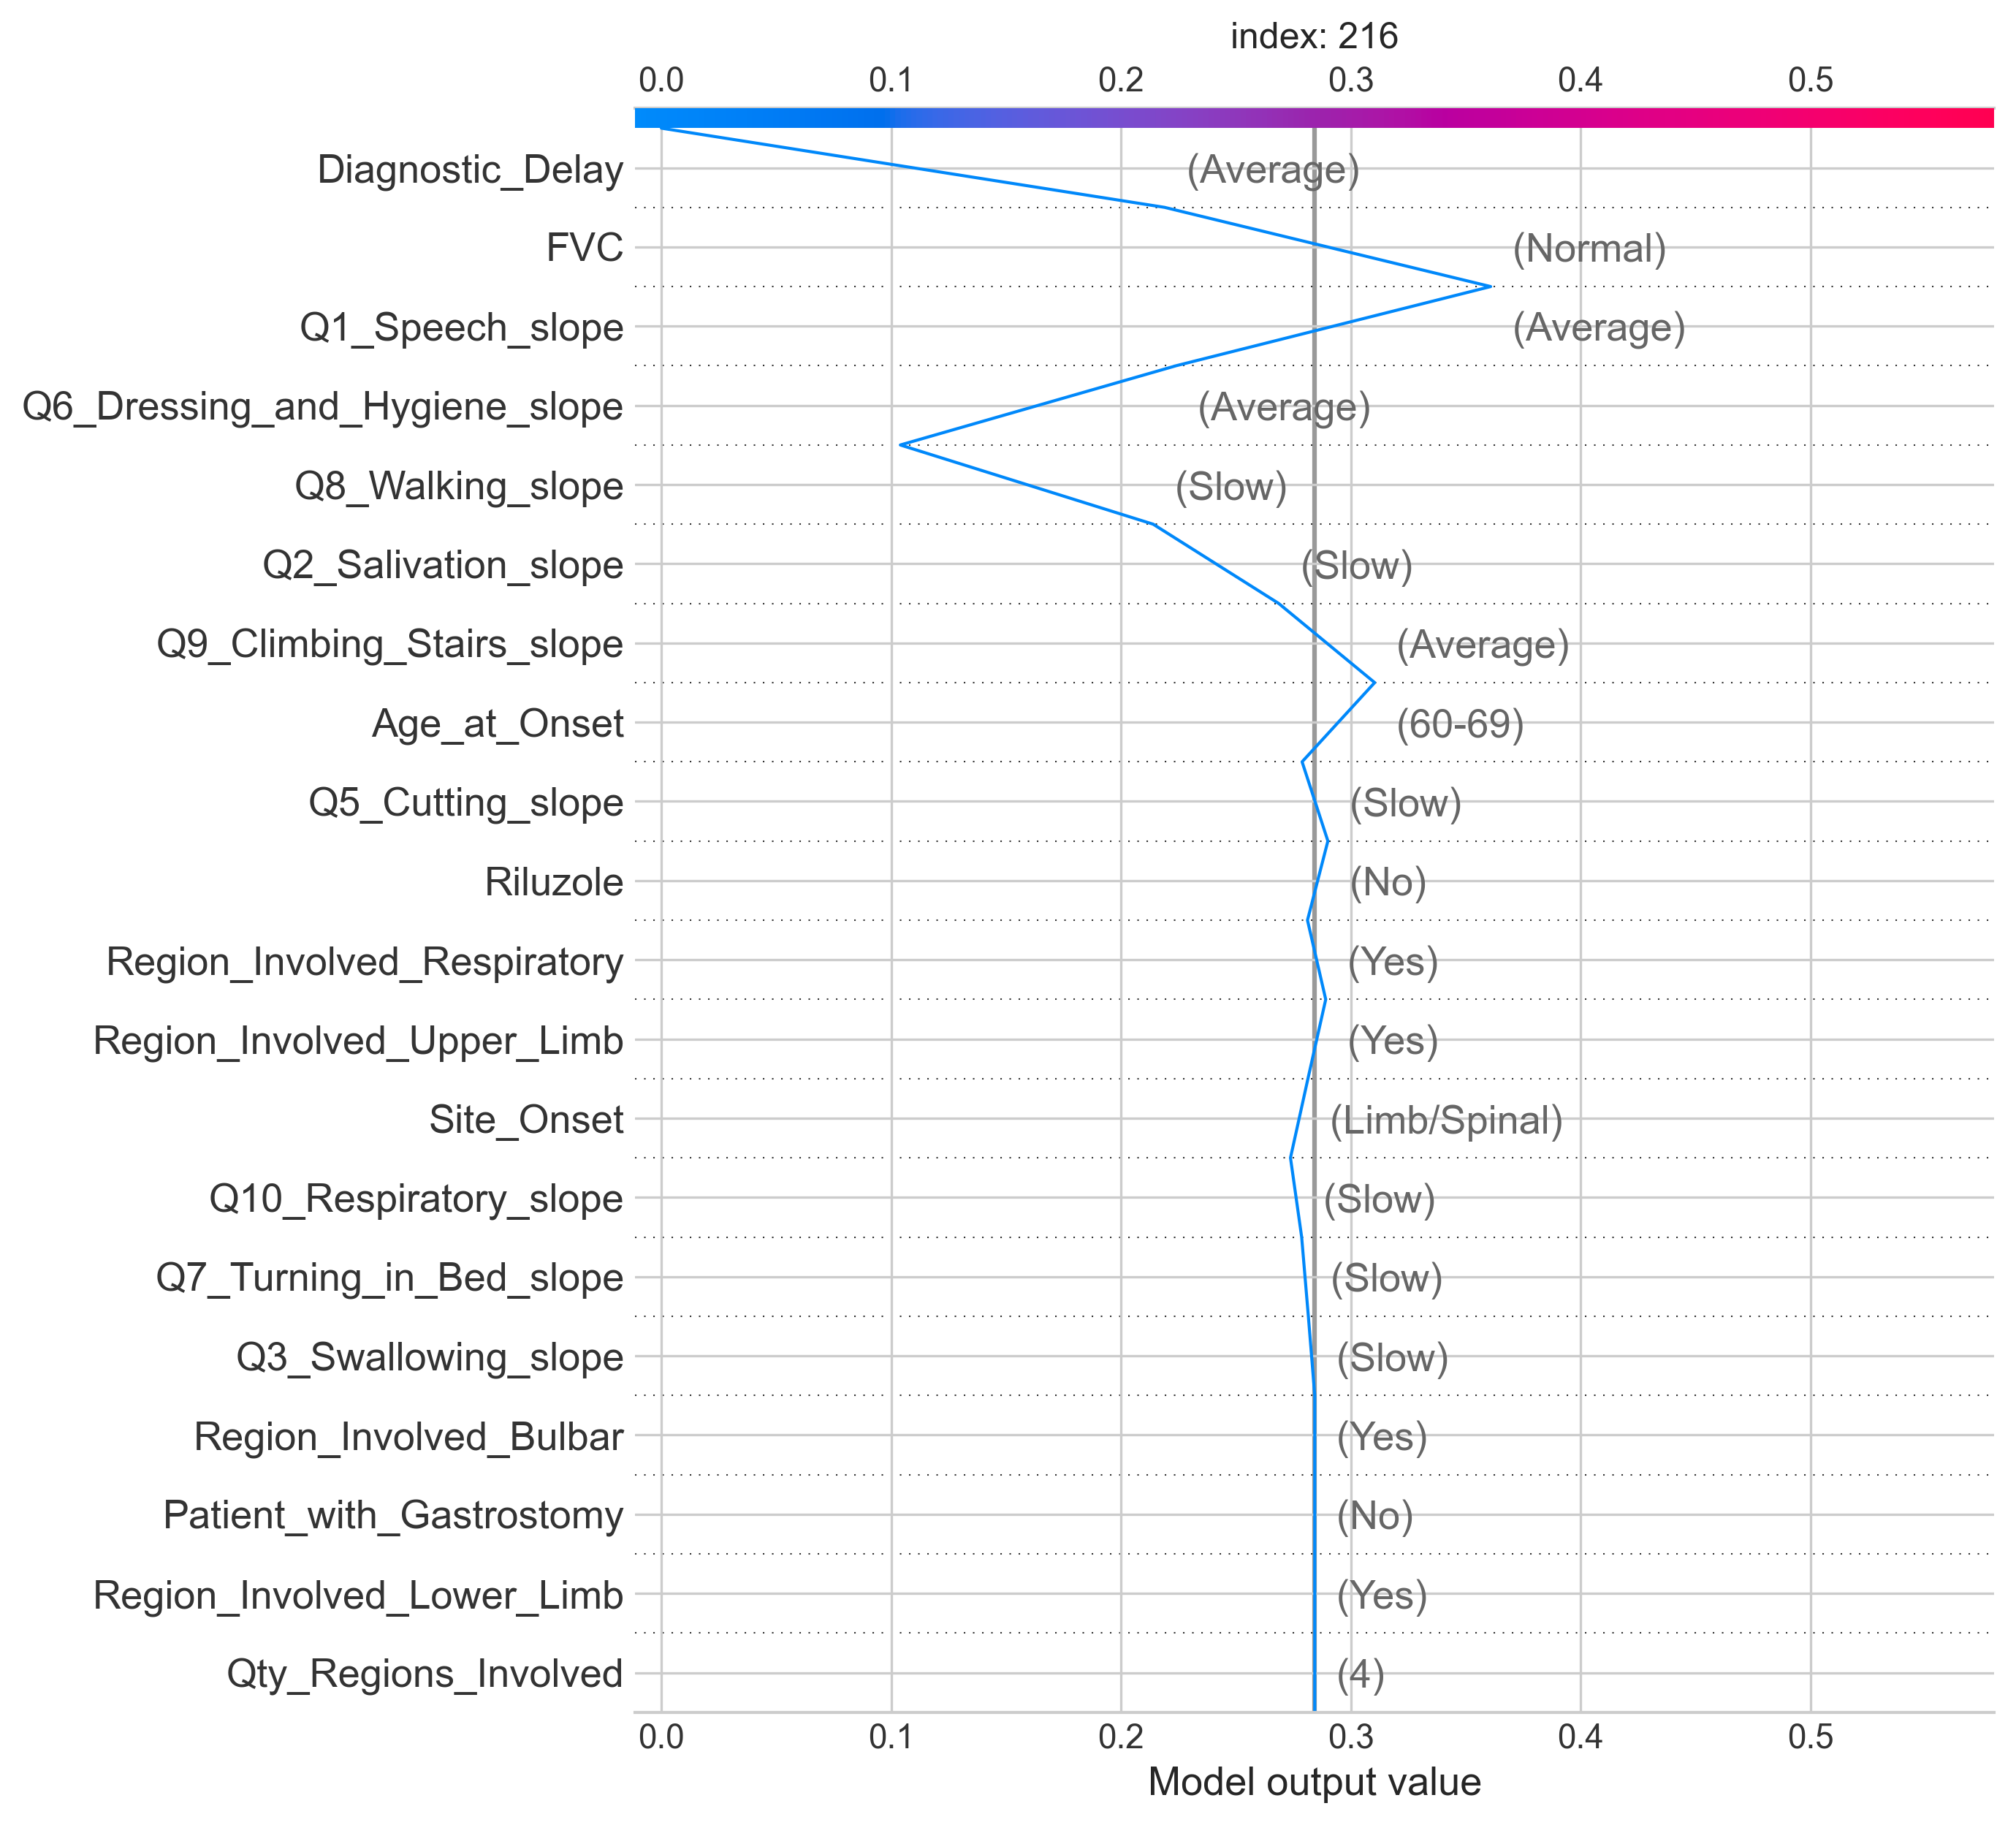 index: 216
0.0 0.1 0.2 0.3 0.4 0.5
Diagnostic_Delay (Average)
FVC (Normal)
Q1_Speech_slope (Average)
Q6_Dressing_and_Hygiene_slope (Average)
Q8_Walking_slope (Slow)
Q2_Salivation_slope (Slow)
Q9_Climbing_Stairs_slope (Average)
Age_at_Onset (60-69)
Q5_Cutting_slope (Slow)
Riluzole (No)
Region_Involved_Respiratory (Yes)
Region_Involved_Upper_Limb (Yes)
Site_Onset (Limb/Spinal)
Q10_Respiratory_slope (Slow)
Q7_Turning_in_Bed_slope (Slow)
Q3_Swallowing_slope (Slow)
Region_Involved_Bulbar (Yes)
Patient_with_Gastrostomy (No)
Region_Involved_Lower_Limb (Yes)
Qty_Regions_Involved (4)
0.0 0.1 0.2 0.3 0.4 0.5
Model output value